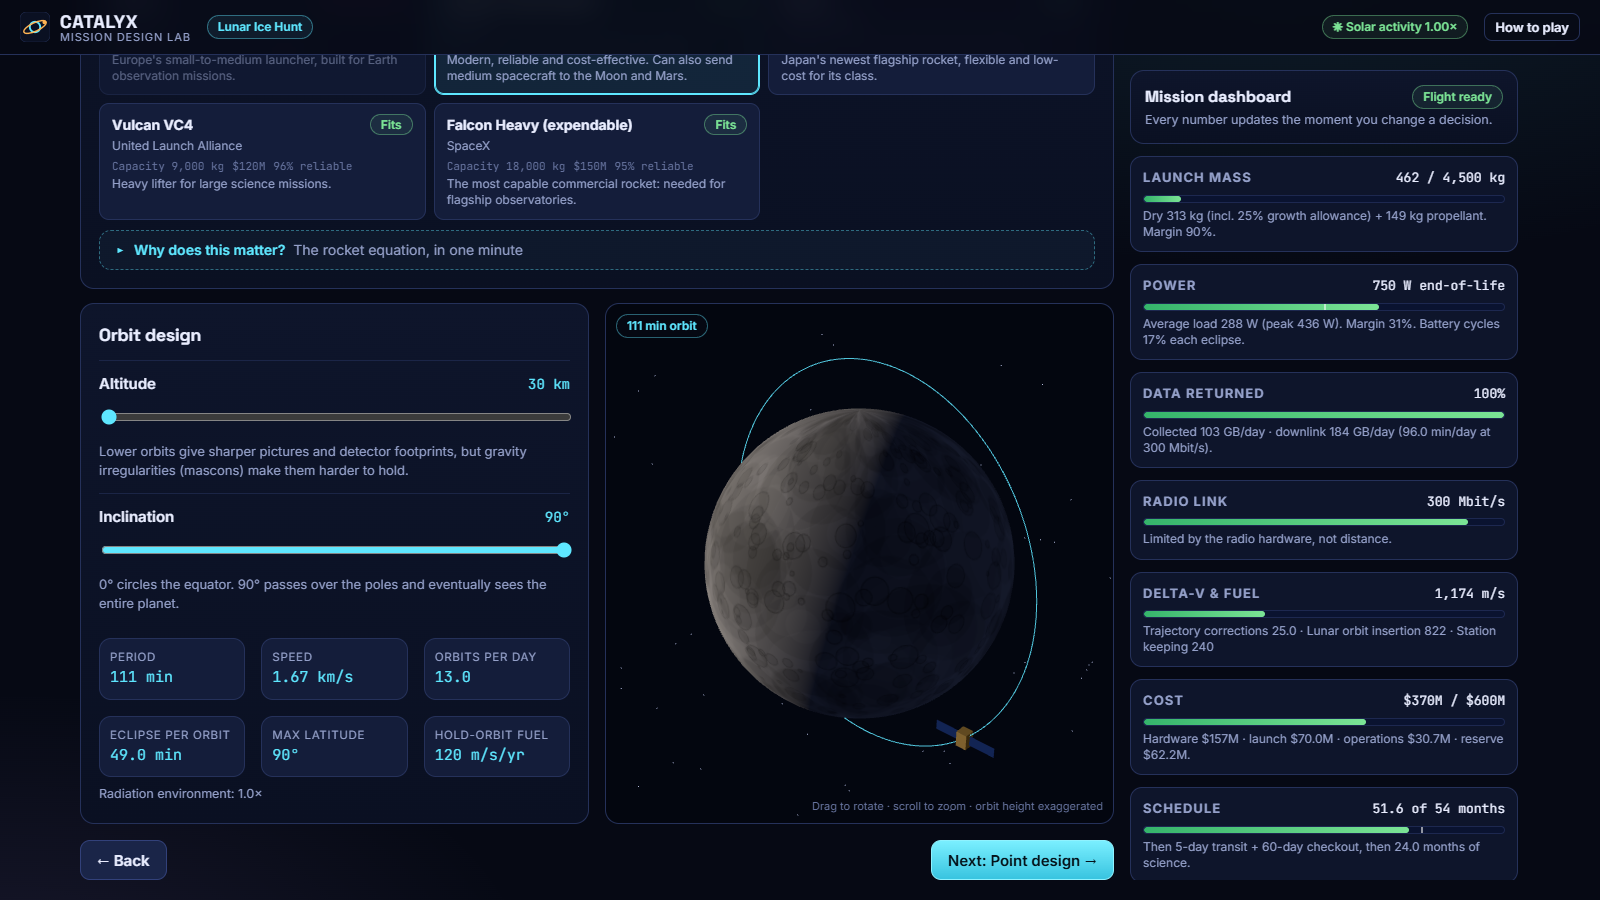 CATALYX
MISSION DESIGN LAB
Lunar Ice Hunt
❋ Solar activity 1.00×
How to play
Europe's small-to-medium launcher, built for Earth
observation missions.
Modern, reliable and cost-effective. Can also send
medium spacecraft to the Moon and Mars.
Japan's newest flagship rocket, flexible and low-
cost for its class.
Vulcan VC4
Fits
United Launch Alliance
Capacity 9,000 kg $120M 96% reliable
Heavy lifter for large science missions.
Falcon Heavy (expendable)
Fits
SpaceX
Capacity 18,000 kg $150M 95% reliable
The most capable commercial rocket: needed for
flagship observatories.
▸ Why does this matter? The rocket equation, in one minute
Orbit design
Altitude
30 km
Lower orbits give sharper pictures and detector footprints, but gravity
irregularities (mascons) make them harder to hold.
Inclination
90°
0° circles the equator. 90° passes over the poles and eventually sees the
entire planet.
PERIOD
111 min
SPEED
1.67 km/s
ORBITS PER DAY
13.0
ECLIPSE PER ORBIT
49.0 min
MAX LATITUDE
90°
HOLD-ORBIT FUEL
120 m/s/yr
Radiation environment: 1.0×
111 min orbit
Drag to rotate · scroll to zoom · orbit height exaggerated
← Back
Next: Point design →
Mission dashboard
Flight ready
Every number updates the moment you change a decision.
LAUNCH MASS
462 / 4,500 kg
Dry 313 kg (incl. 25% growth allowance) + 149 kg propellant.
Margin 90%.
POWER
750 W end-of-life
Average load 288 W (peak 436 W). Margin 31%. Battery cycles
17% each eclipse.
DATA RETURNED
100%
Collected 103 GB/day · downlink 184 GB/day (96.0 min/day at
300 Mbit/s).
RADIO LINK
300 Mbit/s
Limited by the radio hardware, not distance.
DELTA-V & FUEL
1,174 m/s
Trajectory corrections 25.0 · Lunar orbit insertion 822 · Station
keeping 240
COST
$370M / $600M
Hardware $157M · launch $70.0M · operations $30.7M · reserve
$62.2M.
SCHEDULE
51.6 of 54 months
Then 5-day transit + 60-day checkout, then 24.0 months of
science.